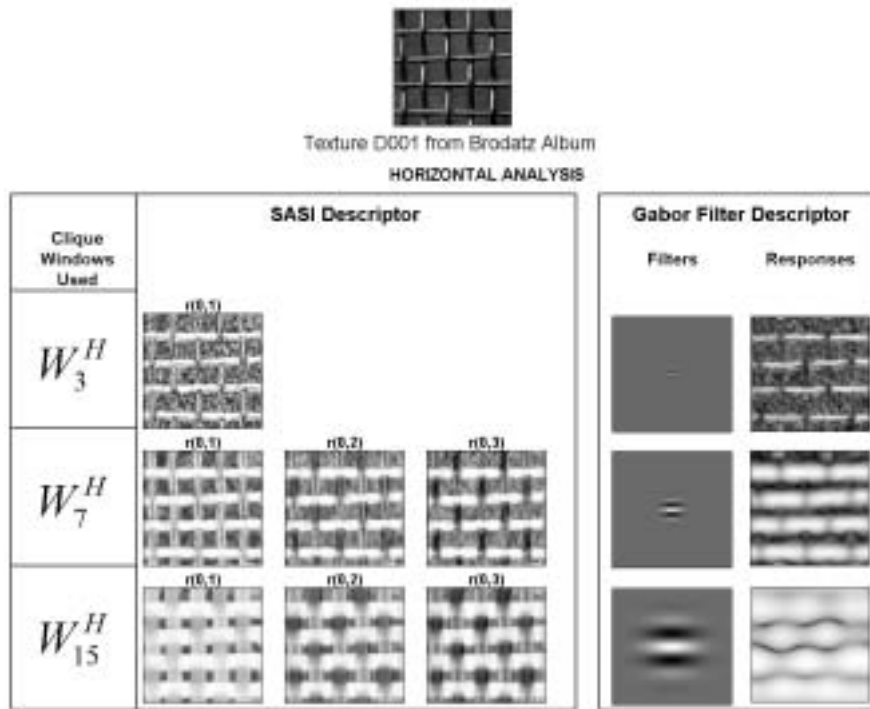 Texture D001 from Brodatz Album
HORIZONTAL ANALYSIS
Clique
Windows
Used
SASI Descriptor
Gabor Filter Descriptor
Filters
Responses
W_3^H
r(0,1)
W_7^H
r(0,1) r(0,2) r(0,3)
W_15^H
r(0,1) r(0,2) r(0,3)